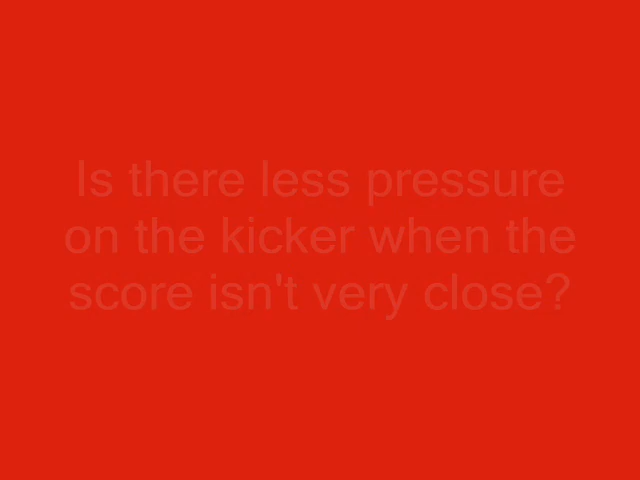 Is there less pressure
on the kicker when the
score isn't very close?